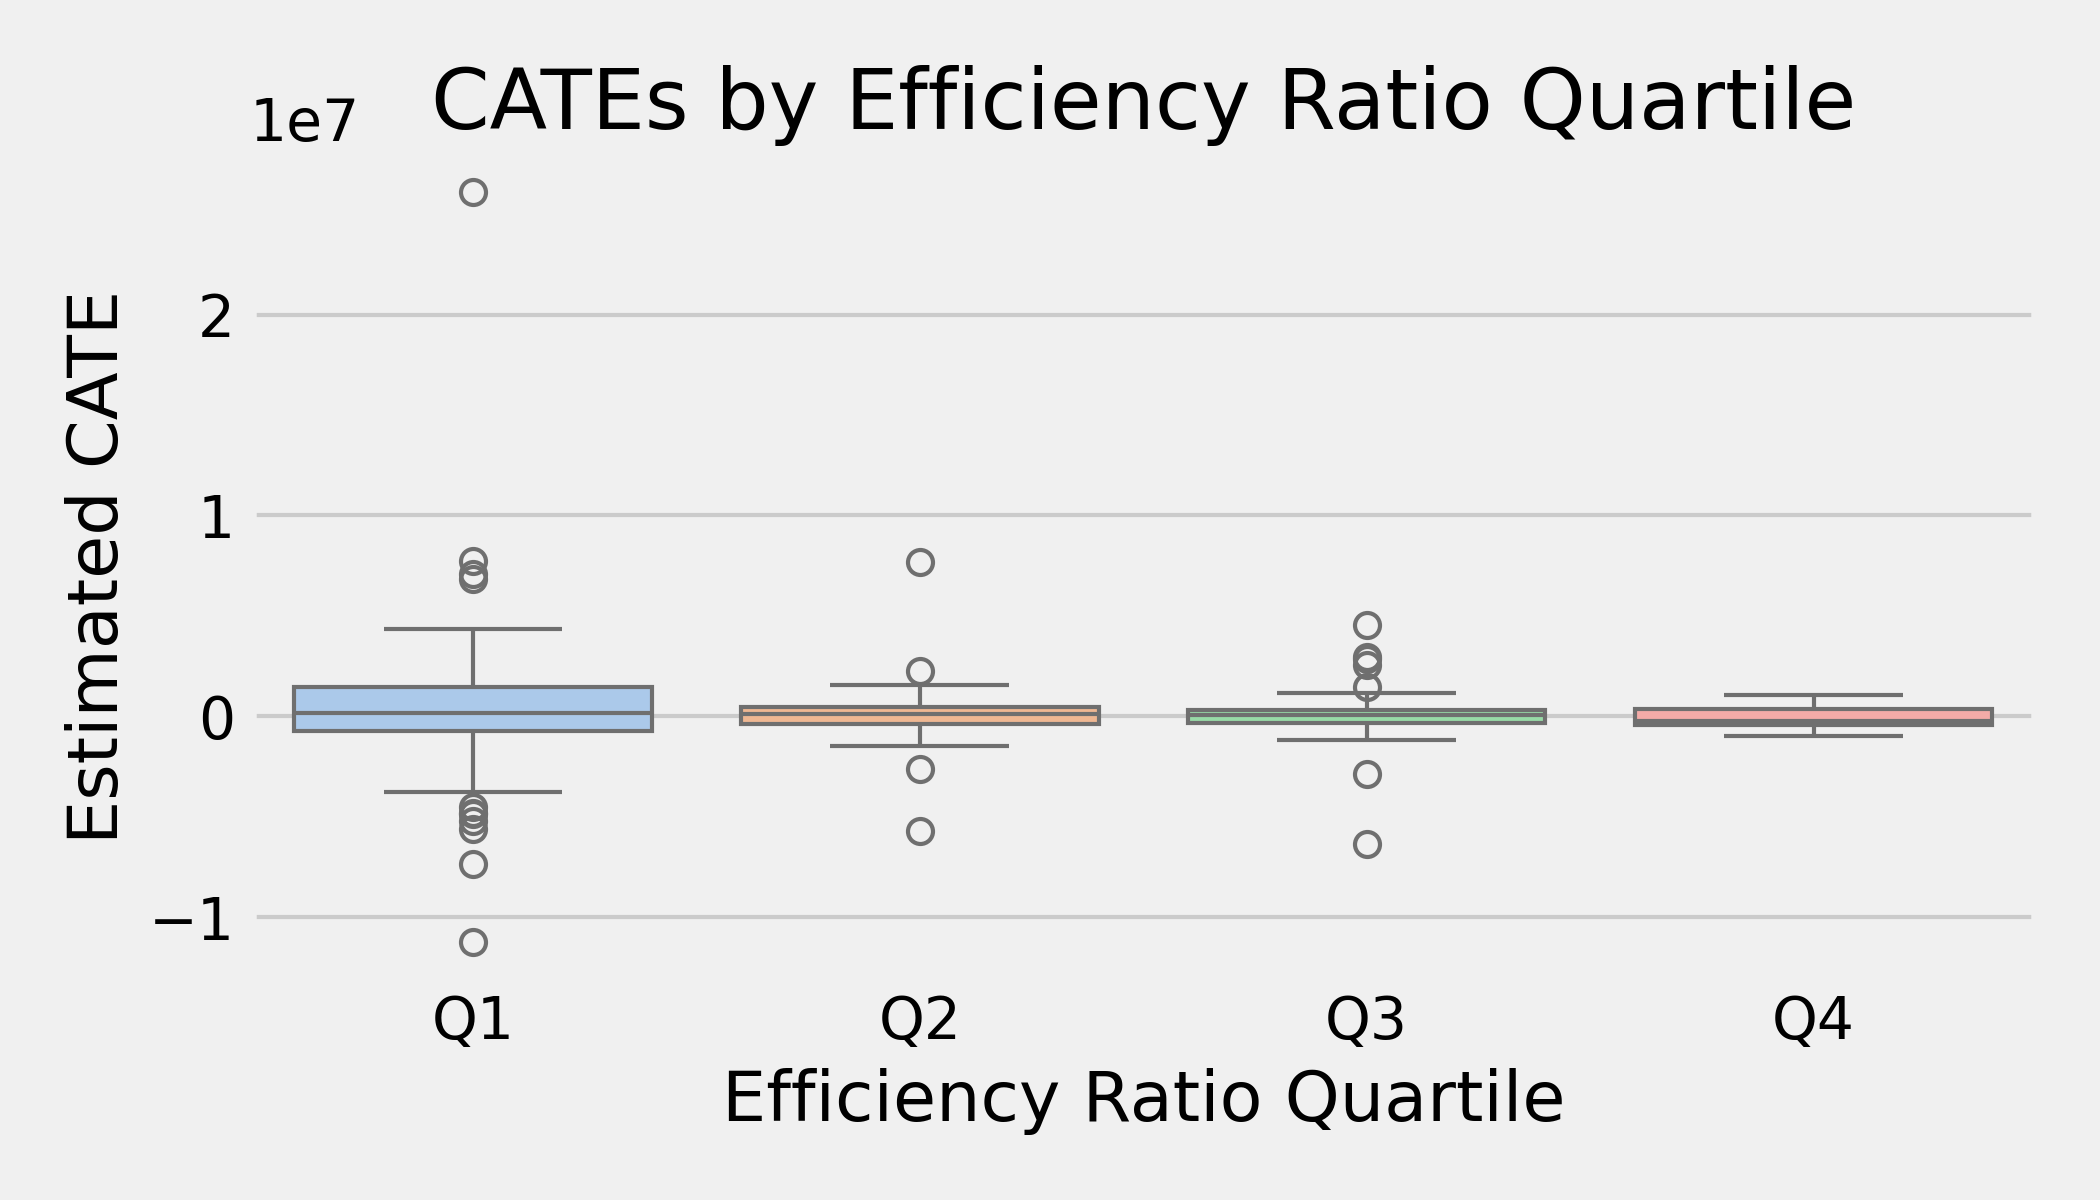 CATEs by Efficiency Ratio Quartile
1e7
2
1
0
−1
Estimated CATE
Q1 Q2 Q3 Q4
Efficiency Ratio Quartile